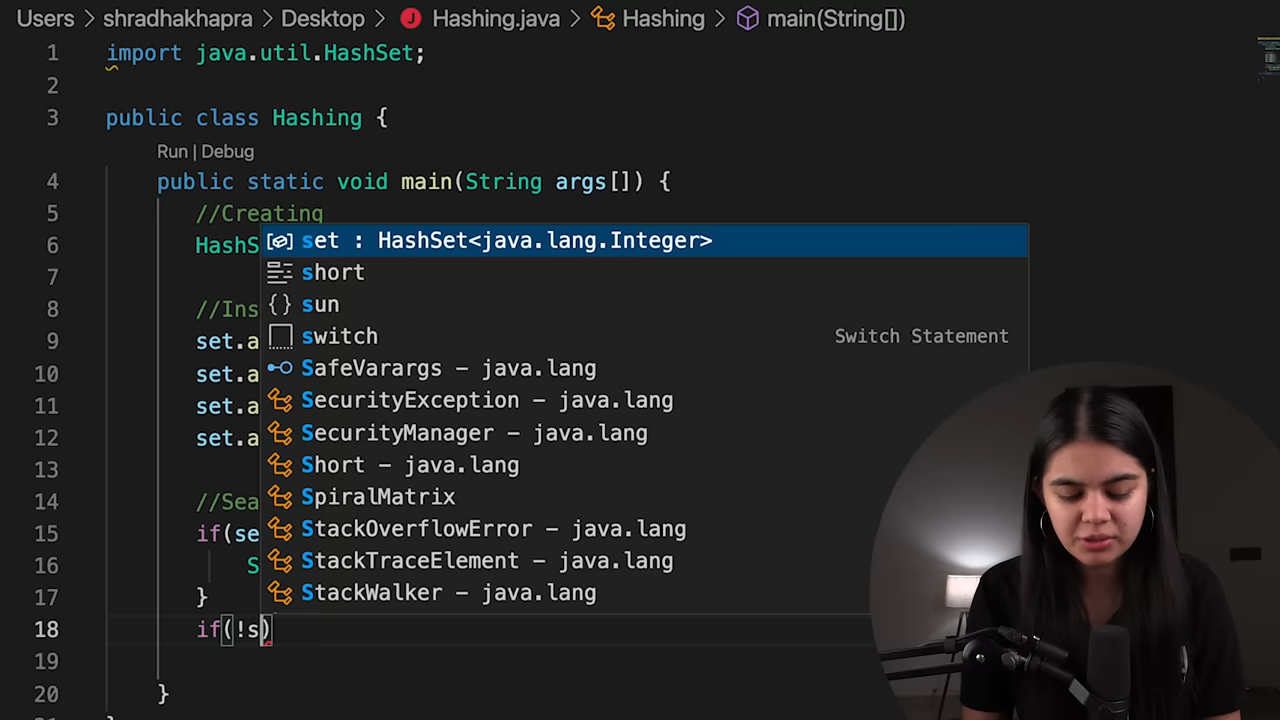 Users > shradhakhapra > Desktop > Hashing.java > Hashing > main(String[])
1 import java.util.HashSet;
2
3 public class Hashing {
Run | Debug
4 public static void main(String args[]) {
5 //Creating
6 HashS
7
8 //Ins
9 set.a
10 set.a
11 set.a
12 set.a
13
14 //Sea
15 if(se
16 S
17 }
18 if(!s)
19
20 }
set : HashSet<java.lang.Integer>
short
sun
switch Switch Statement
SafeVarargs – java.lang
SecurityException – java.lang
SecurityManager – java.lang
Short – java.lang
SpiralMatrix
StackOverflowError – java.lang
StackTraceElement – java.lang
StackWalker – java.lang